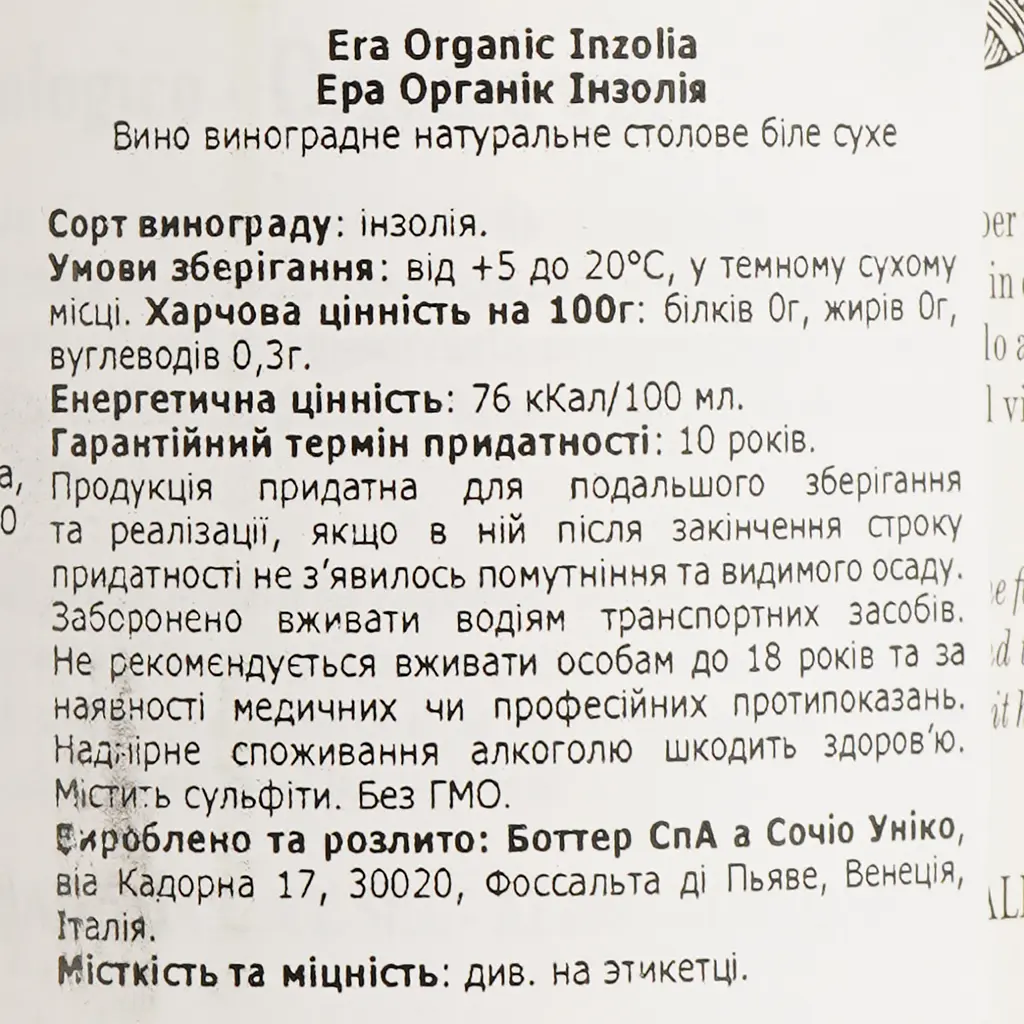 Era Organic Inzolia
Ера Органік Інзолія
Вино виноградне натуральне столове біле сухе
Сорт винограду: інзолія.
Умови зберігання: від +5 до 20°С, у темному сухому
місці. Харчова цінність на 100г: білків 0г, жирів 0г,
вуглеводів 0,3г.
Енергетична цінність: 76 кКал/100 мл.
Гарантійний термін придатності: 10 років.
Продукція придатна для подальшого зберігання
та реалізації, якщо в ній після закінчення строку
придатності не з'явилось помутніння та видимого осаду.
Заборонено вживати водіям транспортних засобів.
Не рекомендується вживати особам до 18 років та за
наявності медичних чи професійних протипоказань.
Надмірне споживання алкоголю шкодить здоров'ю.
Містить сульфіти. Без ГМО.
Вироблено та розлито: Боттер СпА а Сочіо Уніко,
віа Кадорна 17, 30020, Фоссальта ді Пьяве, Венеція,
Італія.
Місткість та міцність: див. на этикетці.